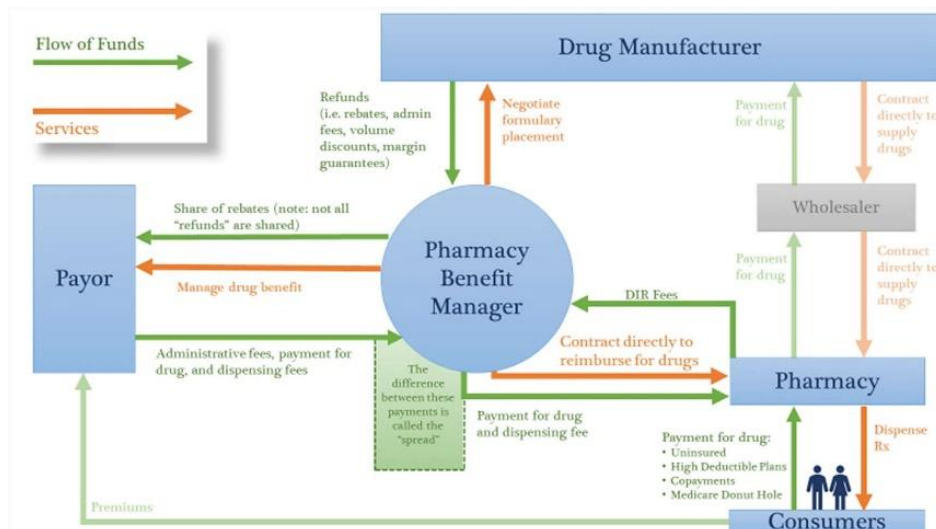 Flow of Funds
Services
Drug Manufacturer
Refunds
(i.e. rebates, admin
fees, volume
discounts, margin
guarantees)
Negotiate
formulary
placement
Payment
for drug
Contract
directly to
supply
drugs
Wholesaler
Payor
Share of rebates (note: not all
“refunds” are shared)
Manage drug benefit
Administrative fees, payment for
drug, and dispensing fees
Pharmacy
Benefit
Manager
The
difference
between these
payments is
called the
“spread”
DIR Fees
Contract directly to
reimburse for drugs
Payment for drug
and dispensing fee
Payment
for drug
Contract
directly to
supply
drugs
Pharmacy
Payment for drug:
• Uninsured
• High Deductible Plans
• Copayments
• Medicare Donut Hole
Dispense
Rx
Premiums
Consumers